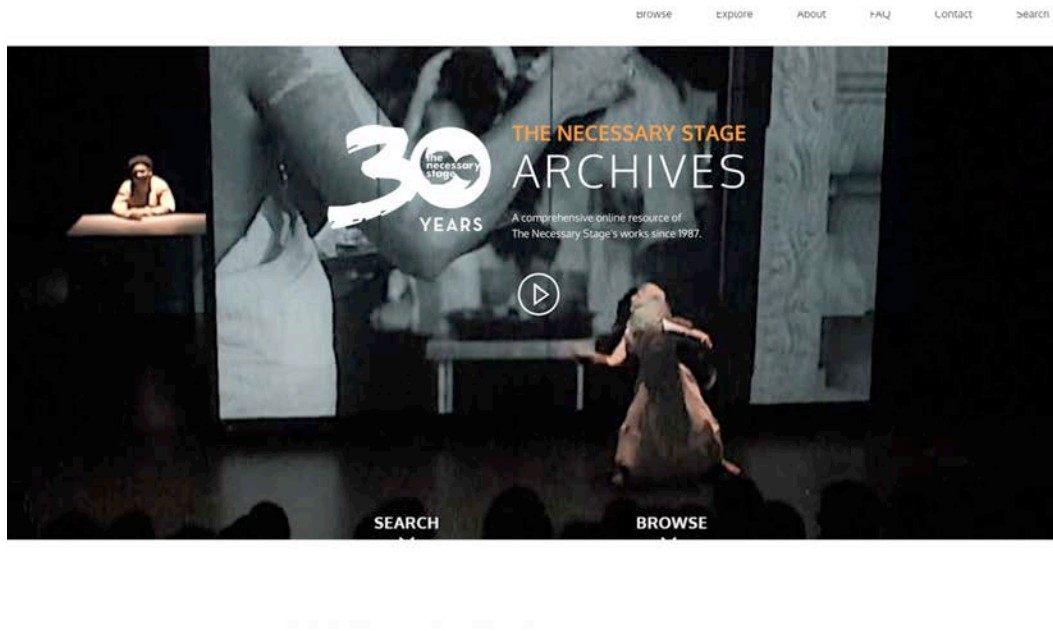 Browse Explore About FAQ Contact Search
30
the
necessary
stage
YEARS
THE NECESSARY STAGE
ARCHIVES
A comprehensive online resource of
The Necessary Stage's works since 1987.
SEARCH
BROWSE